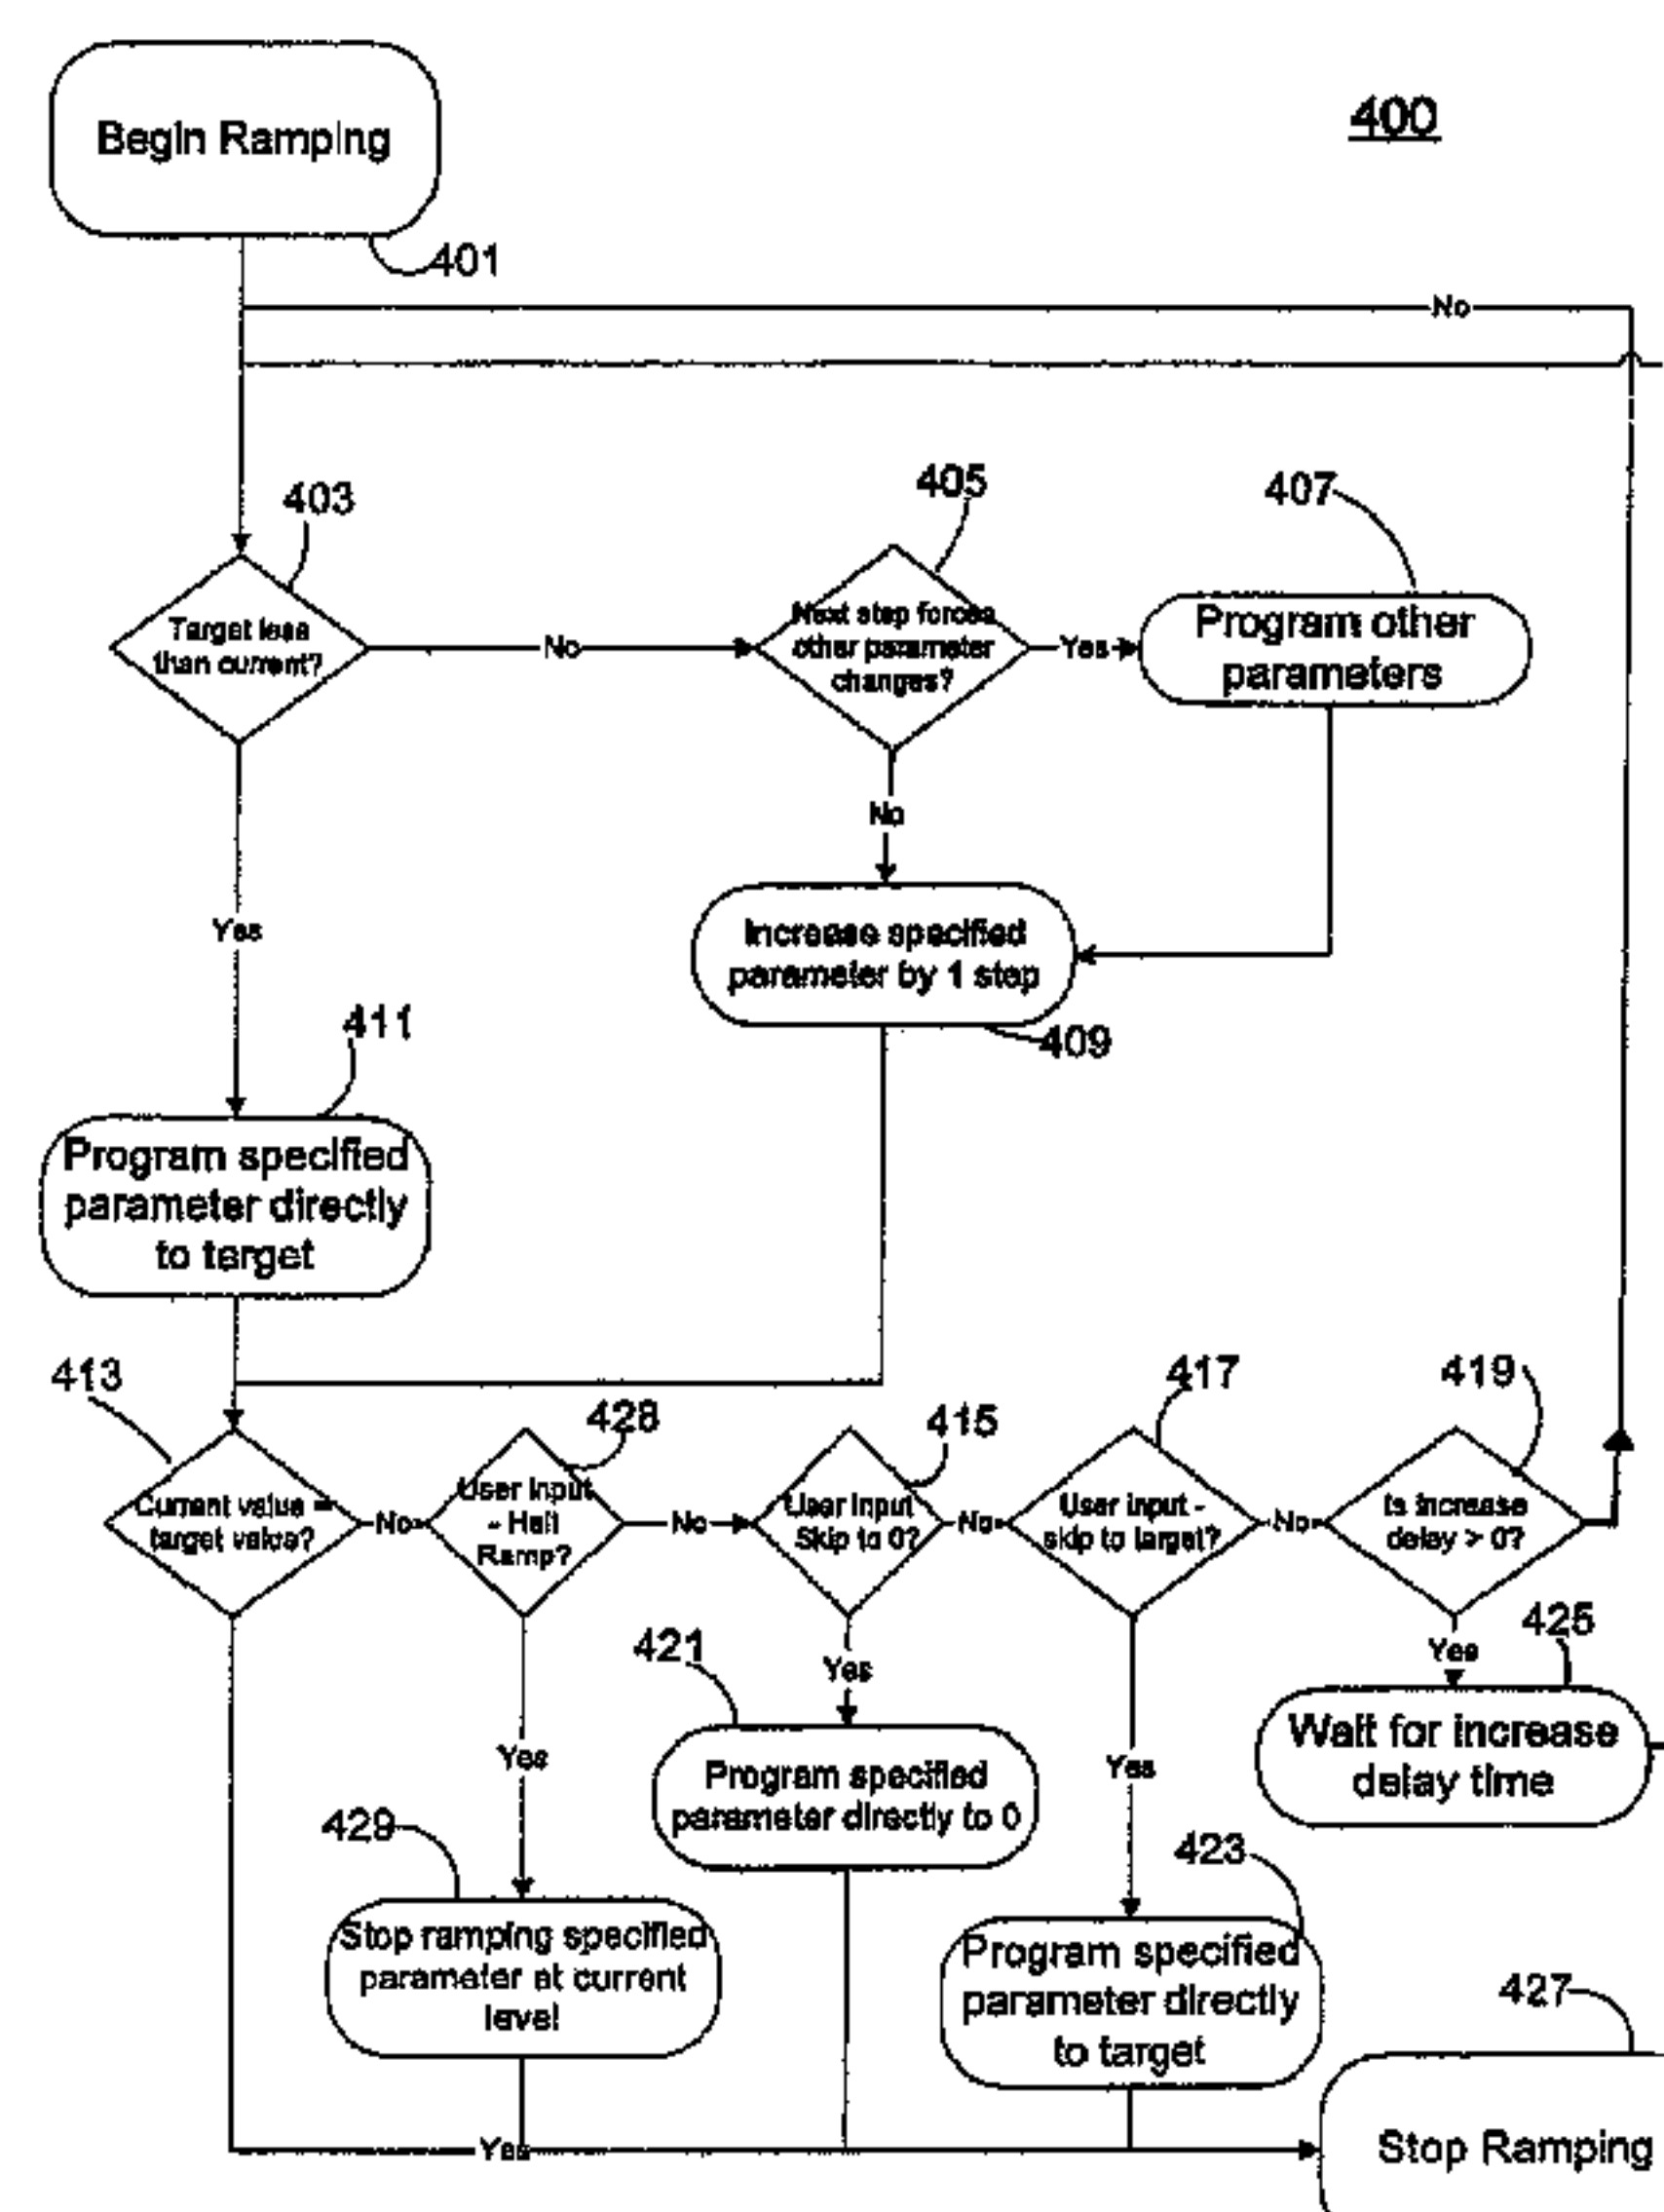 Begin Ramping
400
401
No
403
405
407
Target less
than current?
No
Next step forces
other parameter
changes?
Yes
Program other
parameters
No
Yes
Increase specified
parameter by 1 step
409
411
Program specified
parameter directly
to target
413
428
415
417
419
Current value =
target value?
No
User input
- Halt
Ramp?
No
User input
Skip to 0?
No
User input -
skip to target?
No
Is increase
delay > 0?
421
Yes
Yes
425
Yes
Yes
Program specified
parameter directly to 0
Wait for increase
delay time
429
423
Stop ramping specified
parameter at current
level
Program specified
parameter directly
to target
427
Yes
Stop Ramping